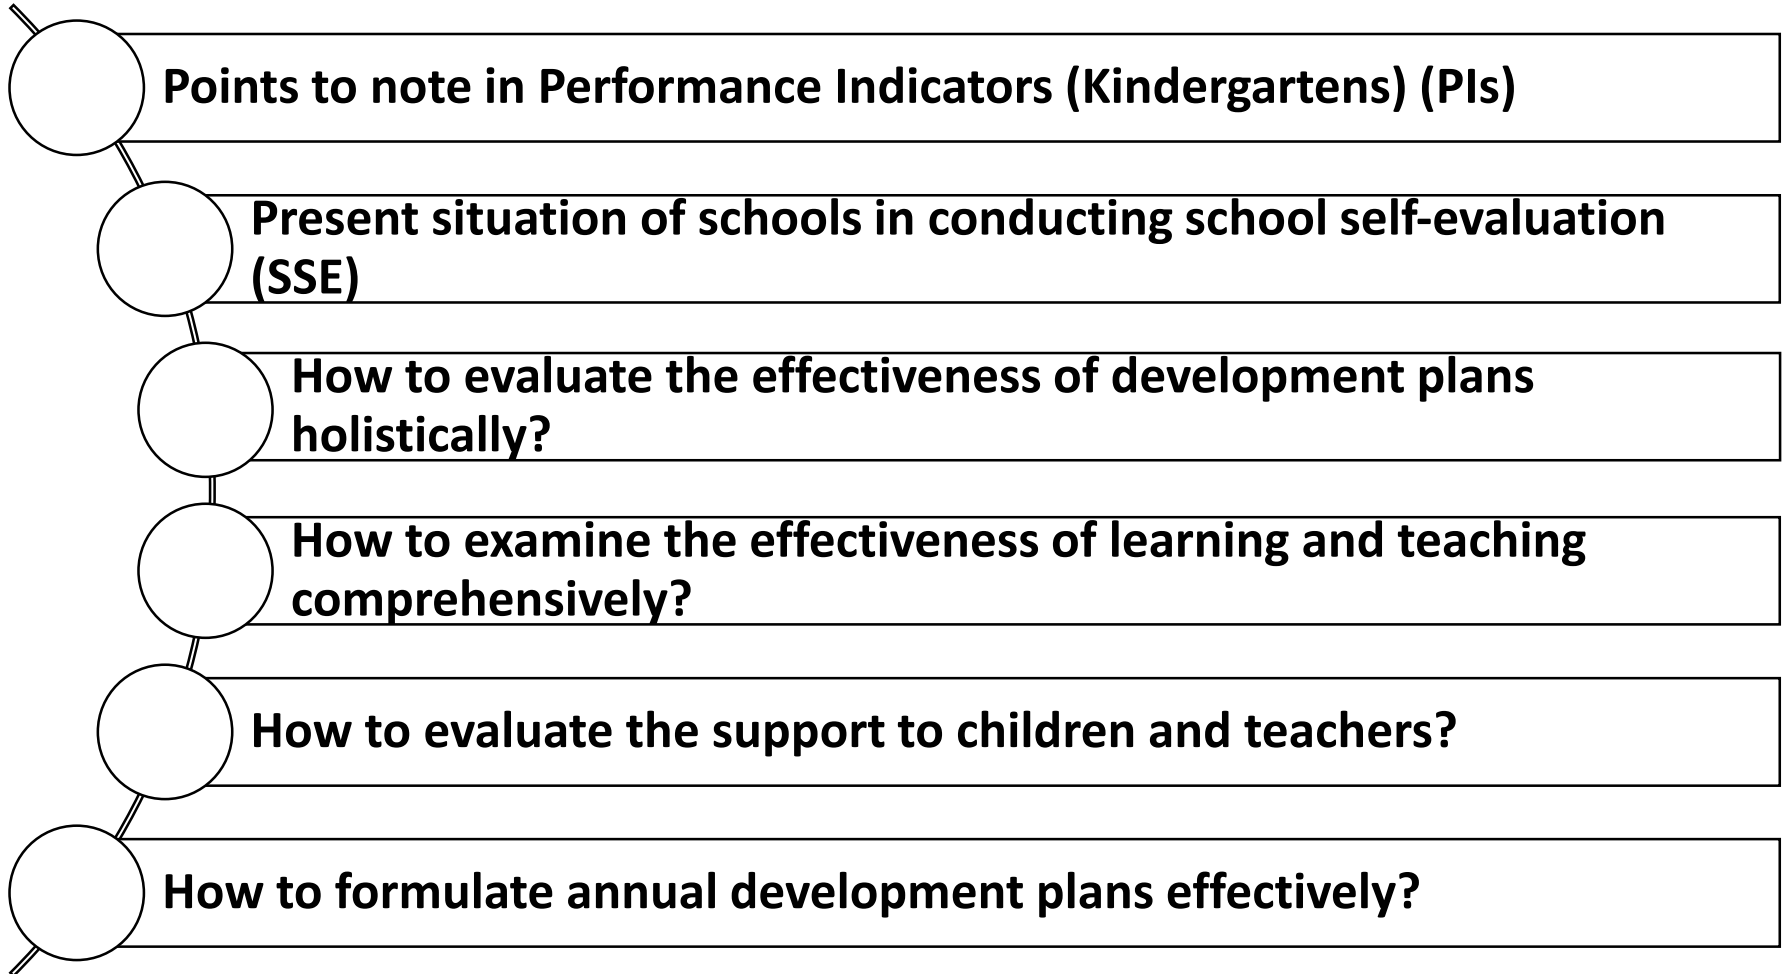 Points to note in Performance Indicators (Kindergartens) (PIs)
Present situation of schools in conducting school self-evaluation
(SSE)
How to evaluate the effectiveness of development plans
holistically?
How to examine the effectiveness of learning and teaching
comprehensively?
How to evaluate the support to children and teachers?
How to formulate annual development plans effectively?